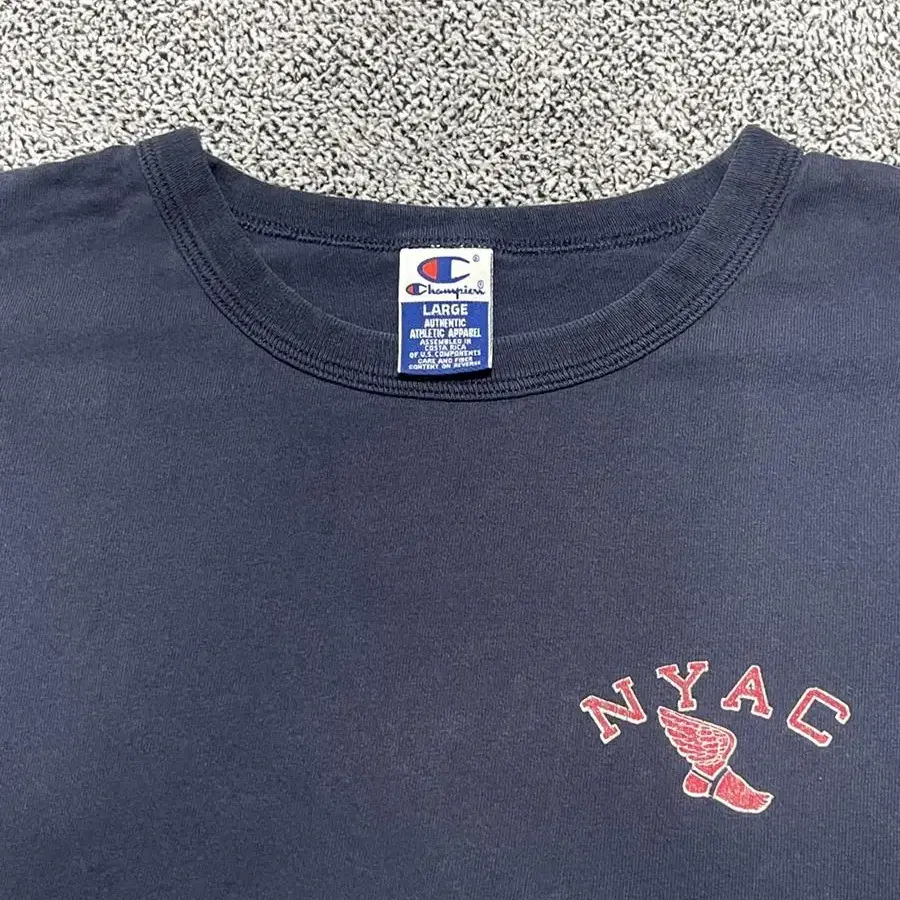 Champion
LARGE
AUTHENTIC
ATHLETIC APPAREL
ASSEMBLED IN
COSTA RICA
OF U.S. COMPONENTS
CARE AND FIBER
CONTENT ON REVERSE
NYAC